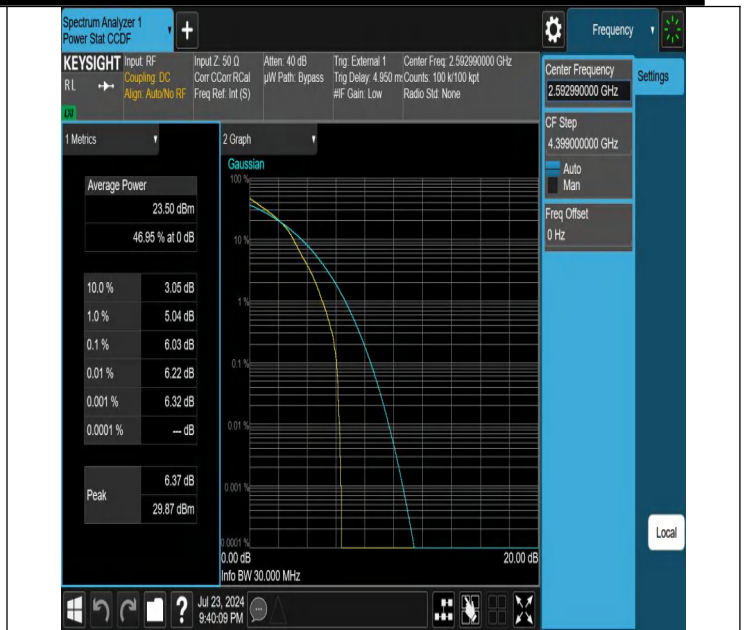 Spectrum Analyzer 1
Power Stat CCDF
Frequency
KEYSIGHT
RL
LXI
Input: RF
Coupling: DC
Align: Auto/No RF
Input Z: 50 Ω
Corr CCorr RCal
Freq Ref: Int (S)
Atten: 40 dB
µW Path: Bypass
Trig: External 1
Trig Delay: 4.950 ms
#IF Gain: Low
Center Freq: 2.592990000 GHz
Counts: 100 k/100 kpt
Radio Std: None
Center Frequency
2.592990000 GHz
Settings
CF Step
4.399000000 GHz
Auto
Man
Freq Offset
0 Hz
1 Metrics
Average Power
23.50 dBm
46.95 % at 0 dB
10.0 % 3.05 dB
1.0 % 5.04 dB
0.1 % 6.03 dB
0.01 % 6.22 dB
0.001 % 6.32 dB
0.0001 % --- dB
Peak
6.37 dB
29.87 dBm
2 Graph
Gaussian
100 %
10 %
1 %
0.1 %
0.01 %
0.001 %
0.0001 %
0.00 dB 20.00 dB
Info BW 30.000 MHz
Local
?
Jul 23, 2024
9:40:09 PM